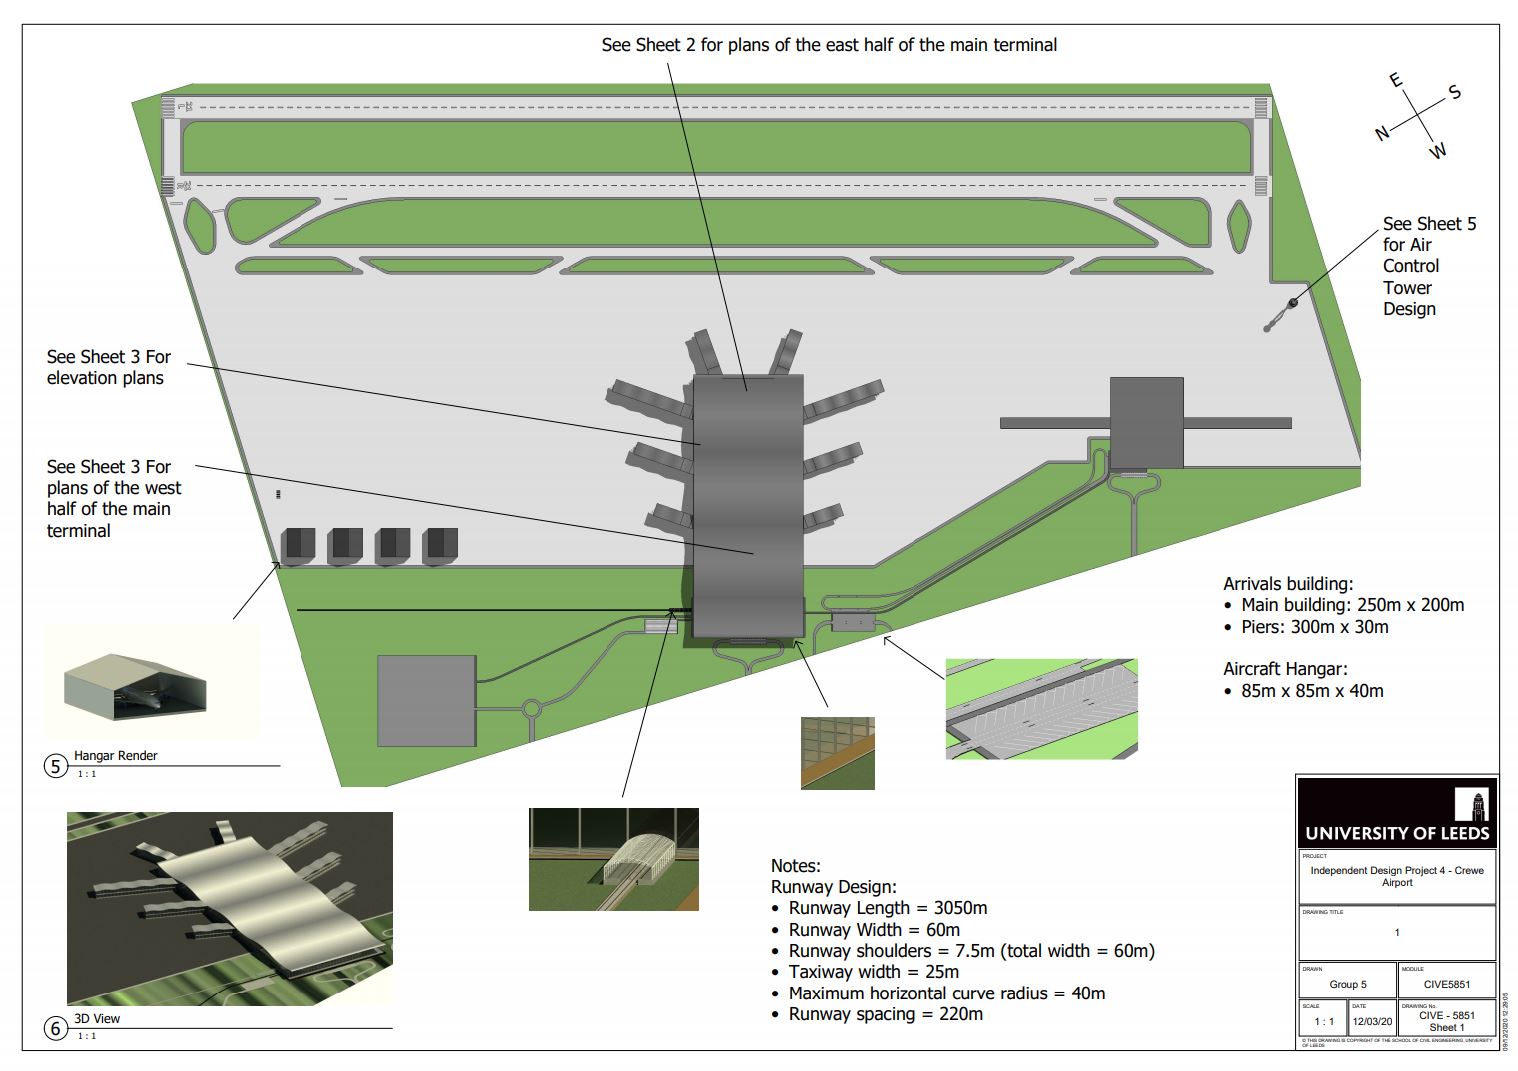 See Sheet 2 for plans of the east half of the main terminal
E
S
N
W
See Sheet 5
for Air
Control
Tower
Design
See Sheet 3 For
elevation plans
See Sheet 3 For
plans of the west
half of the main
terminal
Arrivals building:
• Main building: 250m x 200m
• Piers: 300m x 30m
Aircraft Hangar:
• 85m x 85m x 40m
5
Hangar Render
1 : 1
6
3D View
1 : 1
Notes:
Runway Design:
• Runway Length = 3050m
• Runway Width = 60m
• Runway shoulders = 7.5m (total width = 60m)
• Taxiway width = 25m
• Maximum horizontal curve radius = 40m
• Runway spacing = 220m
UNIVERSITY OF LEEDS
PROJECT
Independent Design Project 4 - Crewe
Airport
DRAWING TITLE
1
DRAWN
Group 5
MODULE
CIVE5851
SCALE
1 : 1
DATE
12/03/20
DRAWING No.
CIVE - 5851
Sheet 1
© THIS DRAWING IS COPYRIGHT OF THE SCHOOL OF CIVIL ENGINEERING, UNIVERSITY
OF LEEDS
09/12/2020 12:29:05